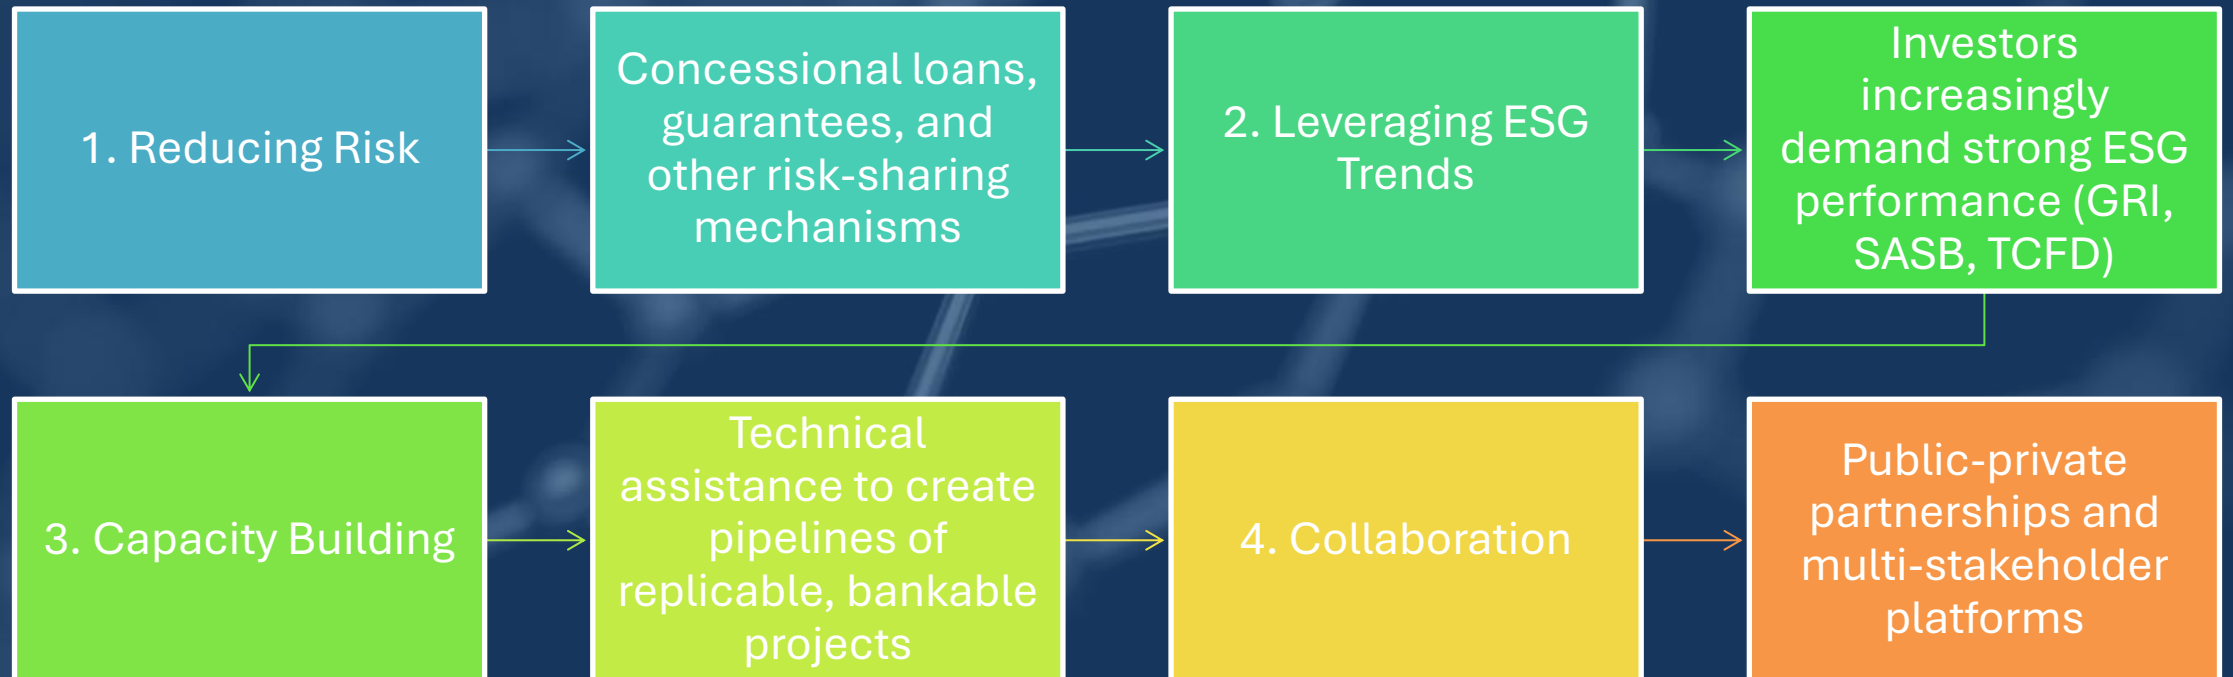 1. Reducing Risk
Concessional loans,
guarantees, and
other risk-sharing
mechanisms
2. Leveraging ESG
Trends
Investors
increasingly
demand strong ESG
performance (GRI,
SASB, TCFD)
3. Capacity Building
Technical
assistance to create
pipelines of
replicable, bankable
projects
4. Collaboration
Public-private
partnerships and
multi-stakeholder
platforms